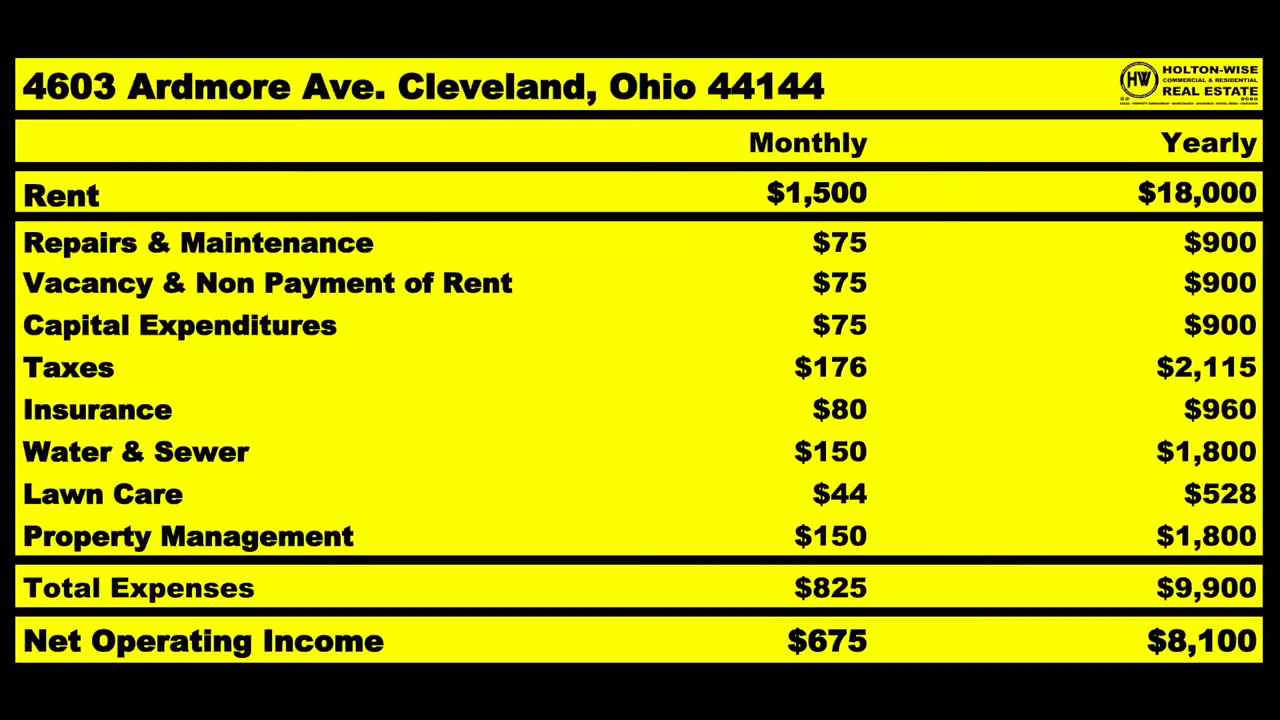 4603 Ardmore Ave. Cleveland, Ohio 44144
HW
HOLTON-WISE
COMMERCIAL & RESIDENTIAL
REAL ESTATE
Monthly Yearly
Rent $1,500 $18,000
Repairs & Maintenance $75 $900
Vacancy & Non Payment of Rent $75 $900
Capital Expenditures $75 $900
Taxes $176 $2,115
Insurance $80 $960
Water & Sewer $150 $1,800
Lawn Care $44 $528
Property Management $150 $1,800
Total Expenses $825 $9,900
Net Operating Income $675 $8,100